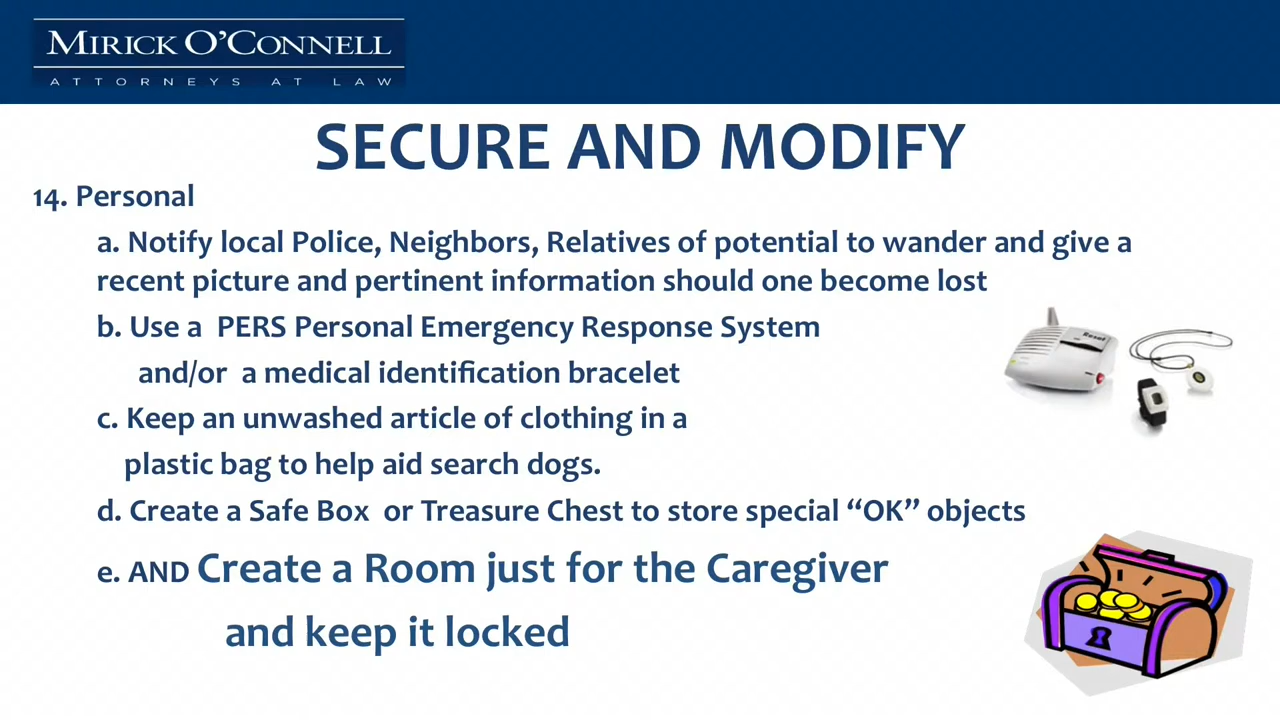 MIRICK O'CONNELL
ATTORNEYS AT LAW
SECURE AND MODIFY
14. Personal
a. Notify local Police, Neighbors, Relatives of potential to wander and give a
recent picture and pertinent information should one become lost
b. Use a PERS Personal Emergency Response System
and/or a medical identification bracelet
c. Keep an unwashed article of clothing in a
plastic bag to help aid search dogs.
d. Create a Safe Box or Treasure Chest to store special “OK” objects
e. AND Create a Room just for the Caregiver
and keep it locked